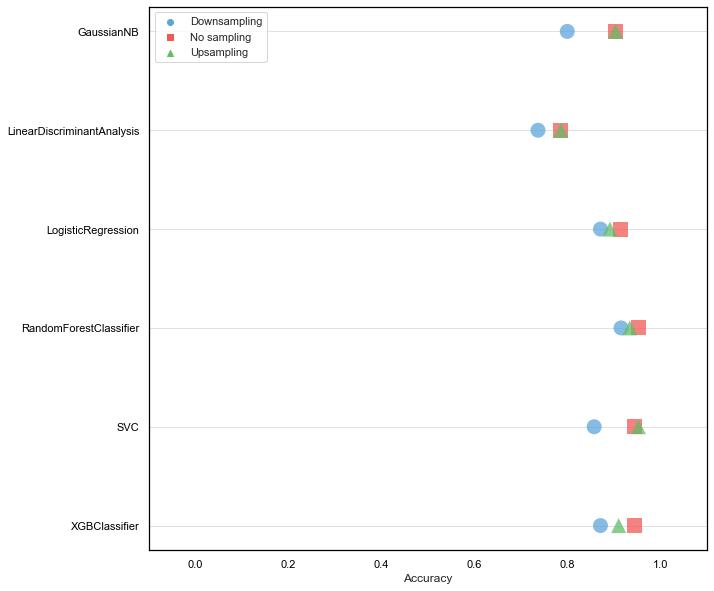 Downsampling
No sampling
Upsampling
GaussianNB
LinearDiscriminantAnalysis
LogisticRegression
RandomForestClassifier
SVC
XGBClassifier
0.0 0.2 0.4 0.6 0.8 1.0
Accuracy